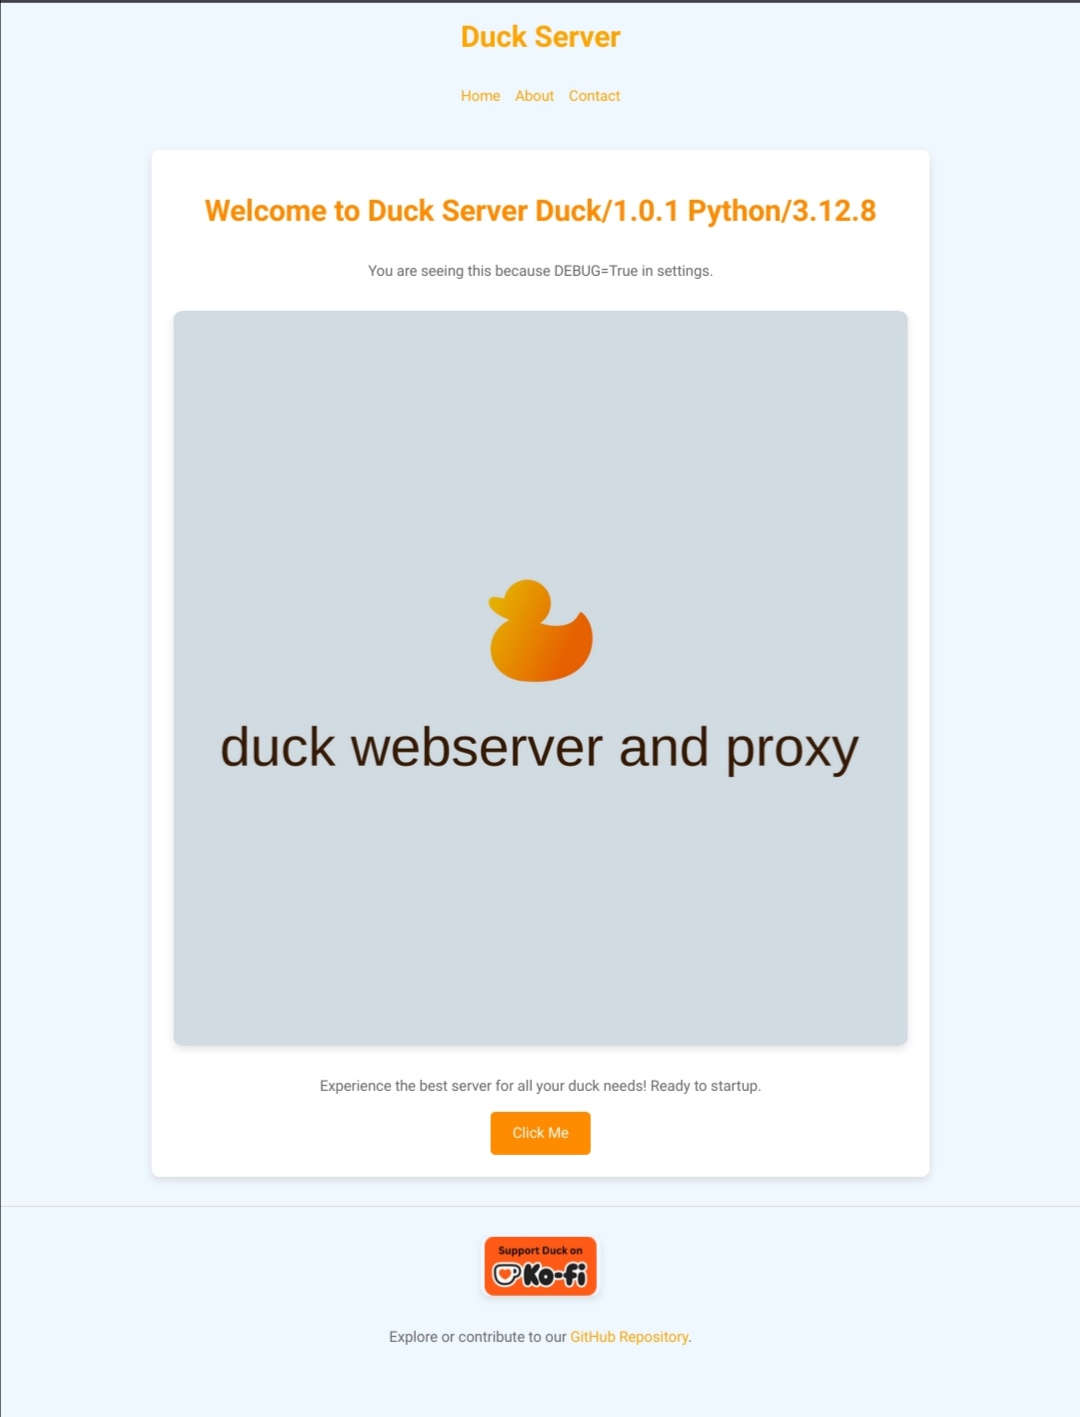 Duck Server
Home About Contact
Welcome to Duck Server Duck/1.0.1 Python/3.12.8
You are seeing this because DEBUG=True in settings.
duck webserver and proxy
Experience the best server for all your duck needs! Ready to startup.
Click Me
Support Duck on
Ko-fi
Explore or contribute to our GitHub Repository.